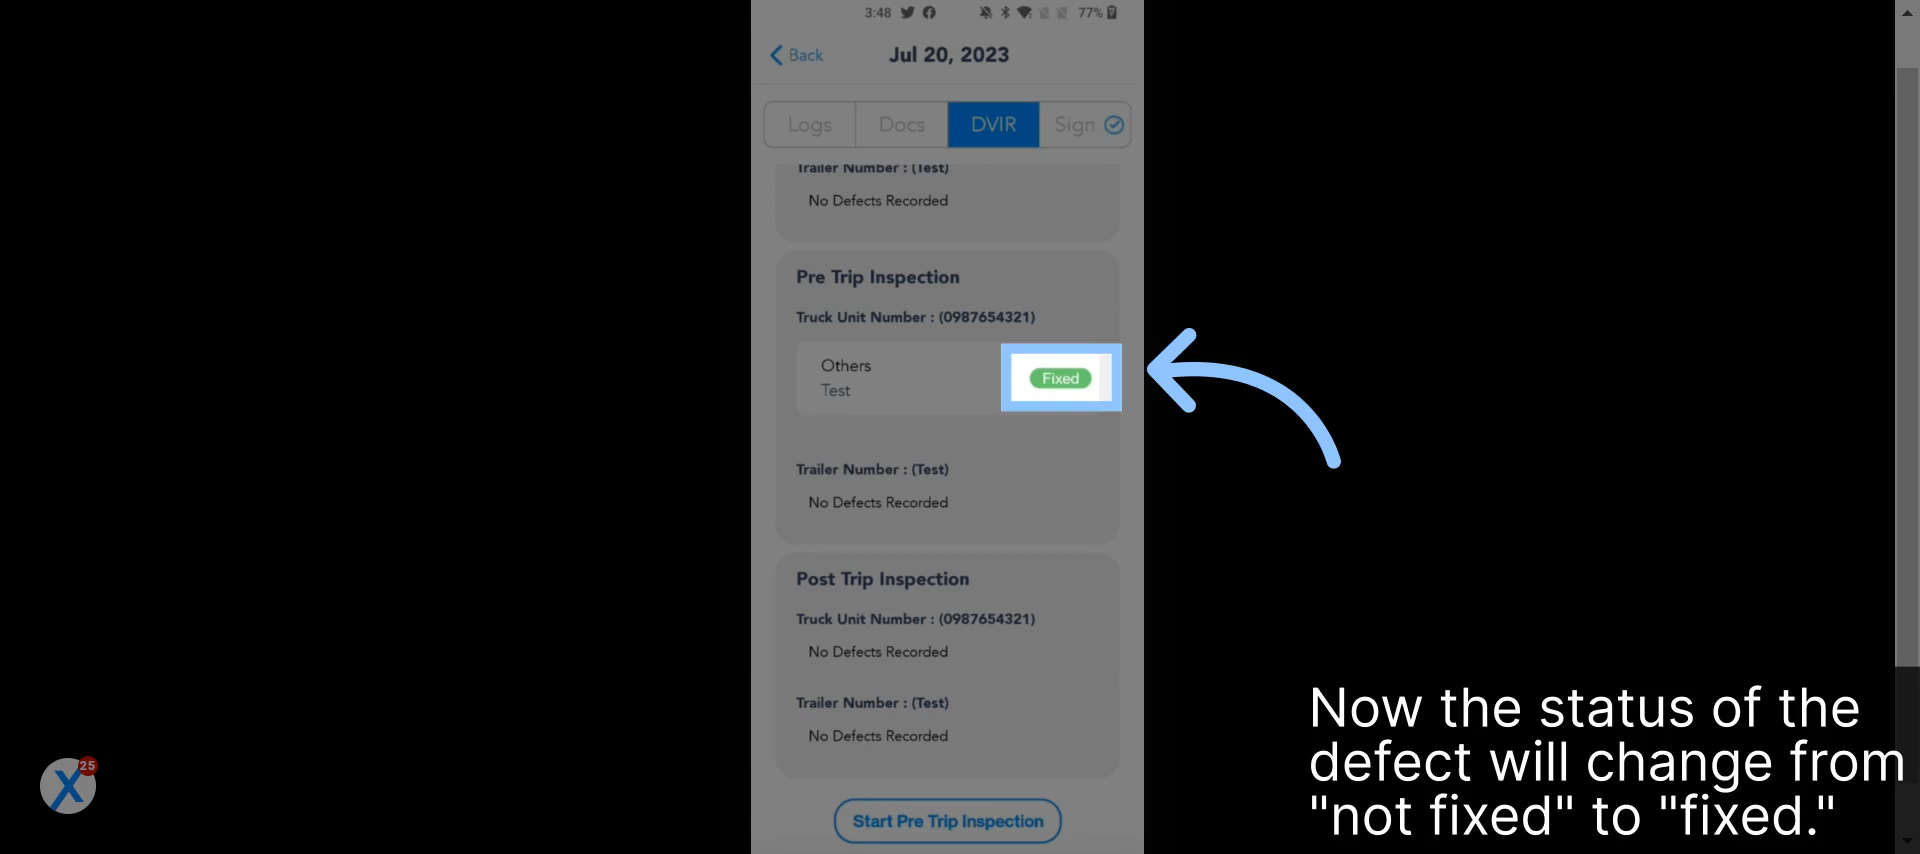 3:48 77%
Back Jul 20, 2023
Logs Docs DVIR Sign
Trailer Number : (Test)
No Defects Recorded
Pre Trip Inspection
Truck Unit Number : (0987654321)
Others
Fixed
Test
Trailer Number : (Test)
No Defects Recorded
Post Trip Inspection
Truck Unit Number : (0987654321)
No Defects Recorded
Trailer Number : (Test)
No Defects Recorded
Start Pre Trip Inspection
Now the status of the
defect will change from
"not fixed" to "fixed."
X 25